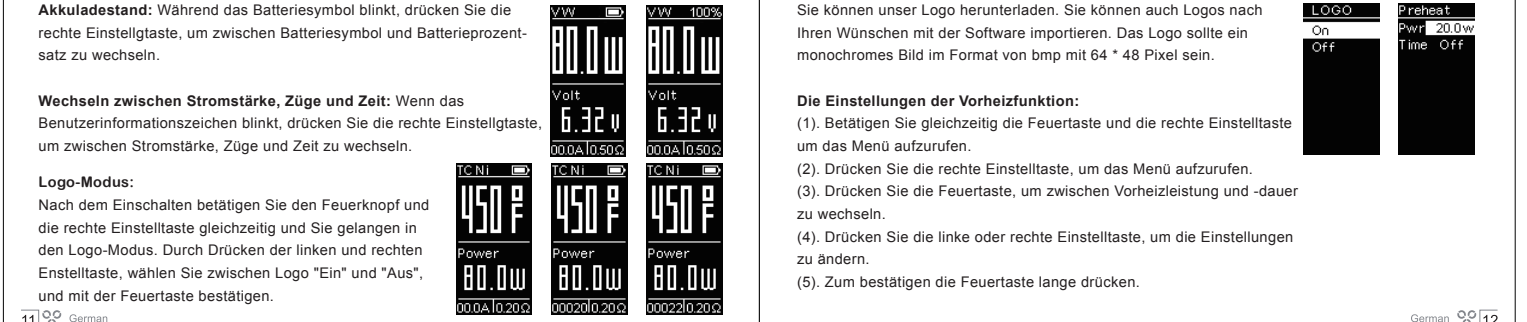 Akkuladestand: Während das Batteriesymbol blinkt, drücken Sie die
rechte Einstellgtaste, um zwischen Batteriesymbol und Batterieprozent-
satz zu wechseln.
Wechseln zwischen Stromstärke, Züge und Zeit: Wenn das
Benutzerinformationszeichen blinkt, drücken Sie die rechte Einstellgtaste,
um zwischen Stromstärke, Züge und Zeit zu wechseln.
VW
80.0w
Volt
6.32v
00.0A 0.50Ω
VW 100%
80.0w
Volt
6.32v
00.0A 0.50Ω
Logo-Modus:
Nach dem Einschalten betätigen Sie den Feuerknopf und
die rechte Einstelltaste gleichzeitig und Sie gelangen in
den Logo-Modus. Durch Drücken der linken und rechten
Enstelltaste, wählen Sie zwischen Logo "Ein" und "Aus",
und mit der Feuertaste bestätigen.
TC Ni
450°F
Power
80.0w
00.0A 0.20Ω
TC Ni
450°F
Power
80.0w
00020 0.20Ω
TC Ni
450°F
Power
80.0w
00022 0.20Ω
11 German
Sie können unser Logo herunterladen. Sie können auch Logos nach
Ihren Wünschen mit der Software importieren. Das Logo sollte ein
monochromes Bild im Format von bmp mit 64 * 48 Pixel sein.
LOGO
On
Off
Preheat
Pwr 20.0w
Time Off
Die Einstellungen der Vorheizfunktion:
(1). Betätigen Sie gleichzeitig die Feuertaste und die rechte Einstelltaste
um das Menü aufzurufen.
(2). Drücken Sie die rechte Einstelltaste, um das Menü aufzurufen.
(3). Drücken Sie die Feuertaste, um zwischen Vorheizleistung und -dauer
zu wechseln.
(4). Drücken Sie die linke oder rechte Einstelltaste, um die Einstellungen
zu ändern.
(5). Zum bestätigen die Feuertaste lange drücken.
German 12